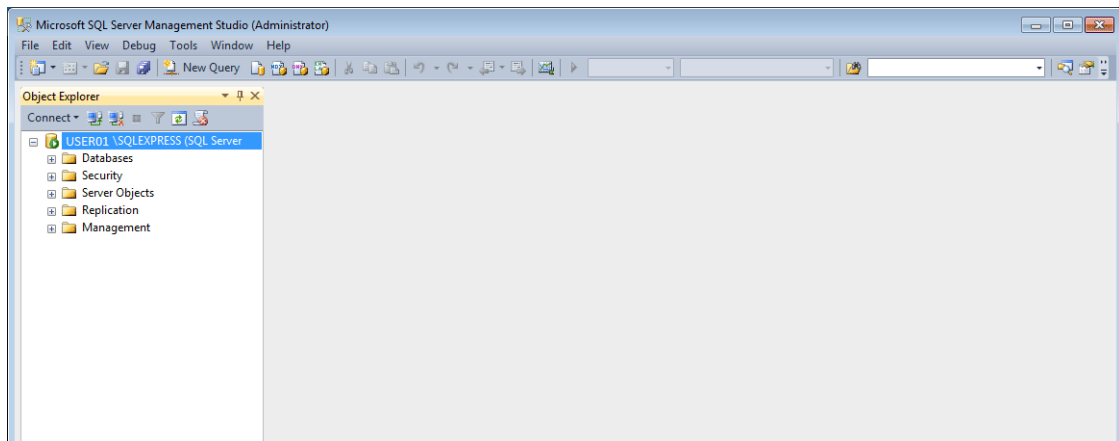 Microsoft SQL Server Management Studio (Administrator)
File Edit View Debug Tools Window Help
New Query
Object Explorer
Connect
USER01 \SQLEXPRESS (SQL Server
Databases
Security
Server Objects
Replication
Management